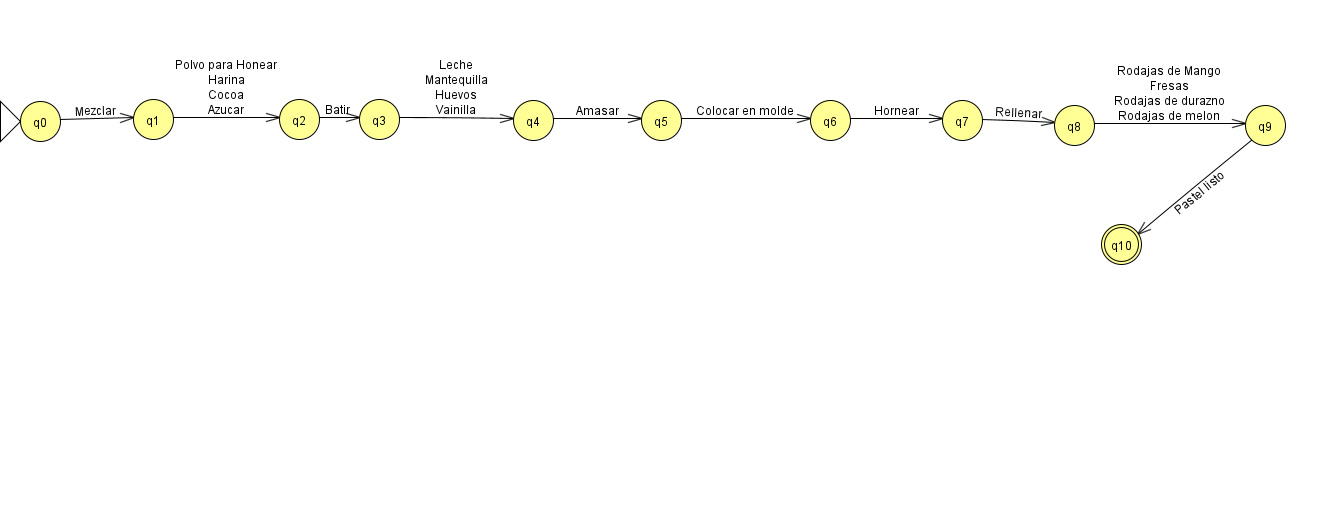 q0
Mezclar
q1
Polvo para Honear
Harina
Cocoa
Azucar
q2
Batir
q3
Leche
Mantequilla
Huevos
Vainilla
q4
Amasar
q5
Colocar en molde
q6
Hornear
q7
Rellenar
q8
Rodajas de Mango
Fresas
Rodajas de durazno
Rodajas de melon
q9
Pastel listo
q10